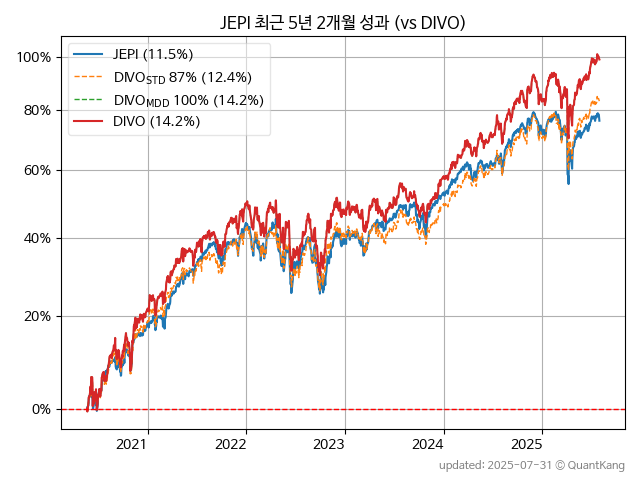 JEPI 최근 5년 2개월 성과 (vs DIVO)
100%
80%
60%
40%
20%
0%
JEPI (11.5%)
DIVO_STD 87% (12.4%)
DIVO_MDD 100% (14.2%)
DIVO (14.2%)
2021 2022 2023 2024 2025
updated: 2025-07-31 © QuantKang